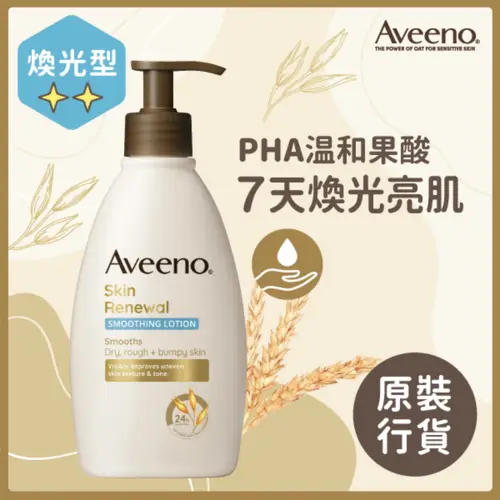 煥光型
Aveeno®
THE POWER OF OAT FOR SENSITIVE SKIN
PHA温和果酸
7天煥光亮肌
Aveeno®
Skin
Renewal
SMOOTHING LOTION
Smooths
Dry, rough + bumpy skin
Visibly improves uneven
skin texture & tone
24h
原裝
行貨